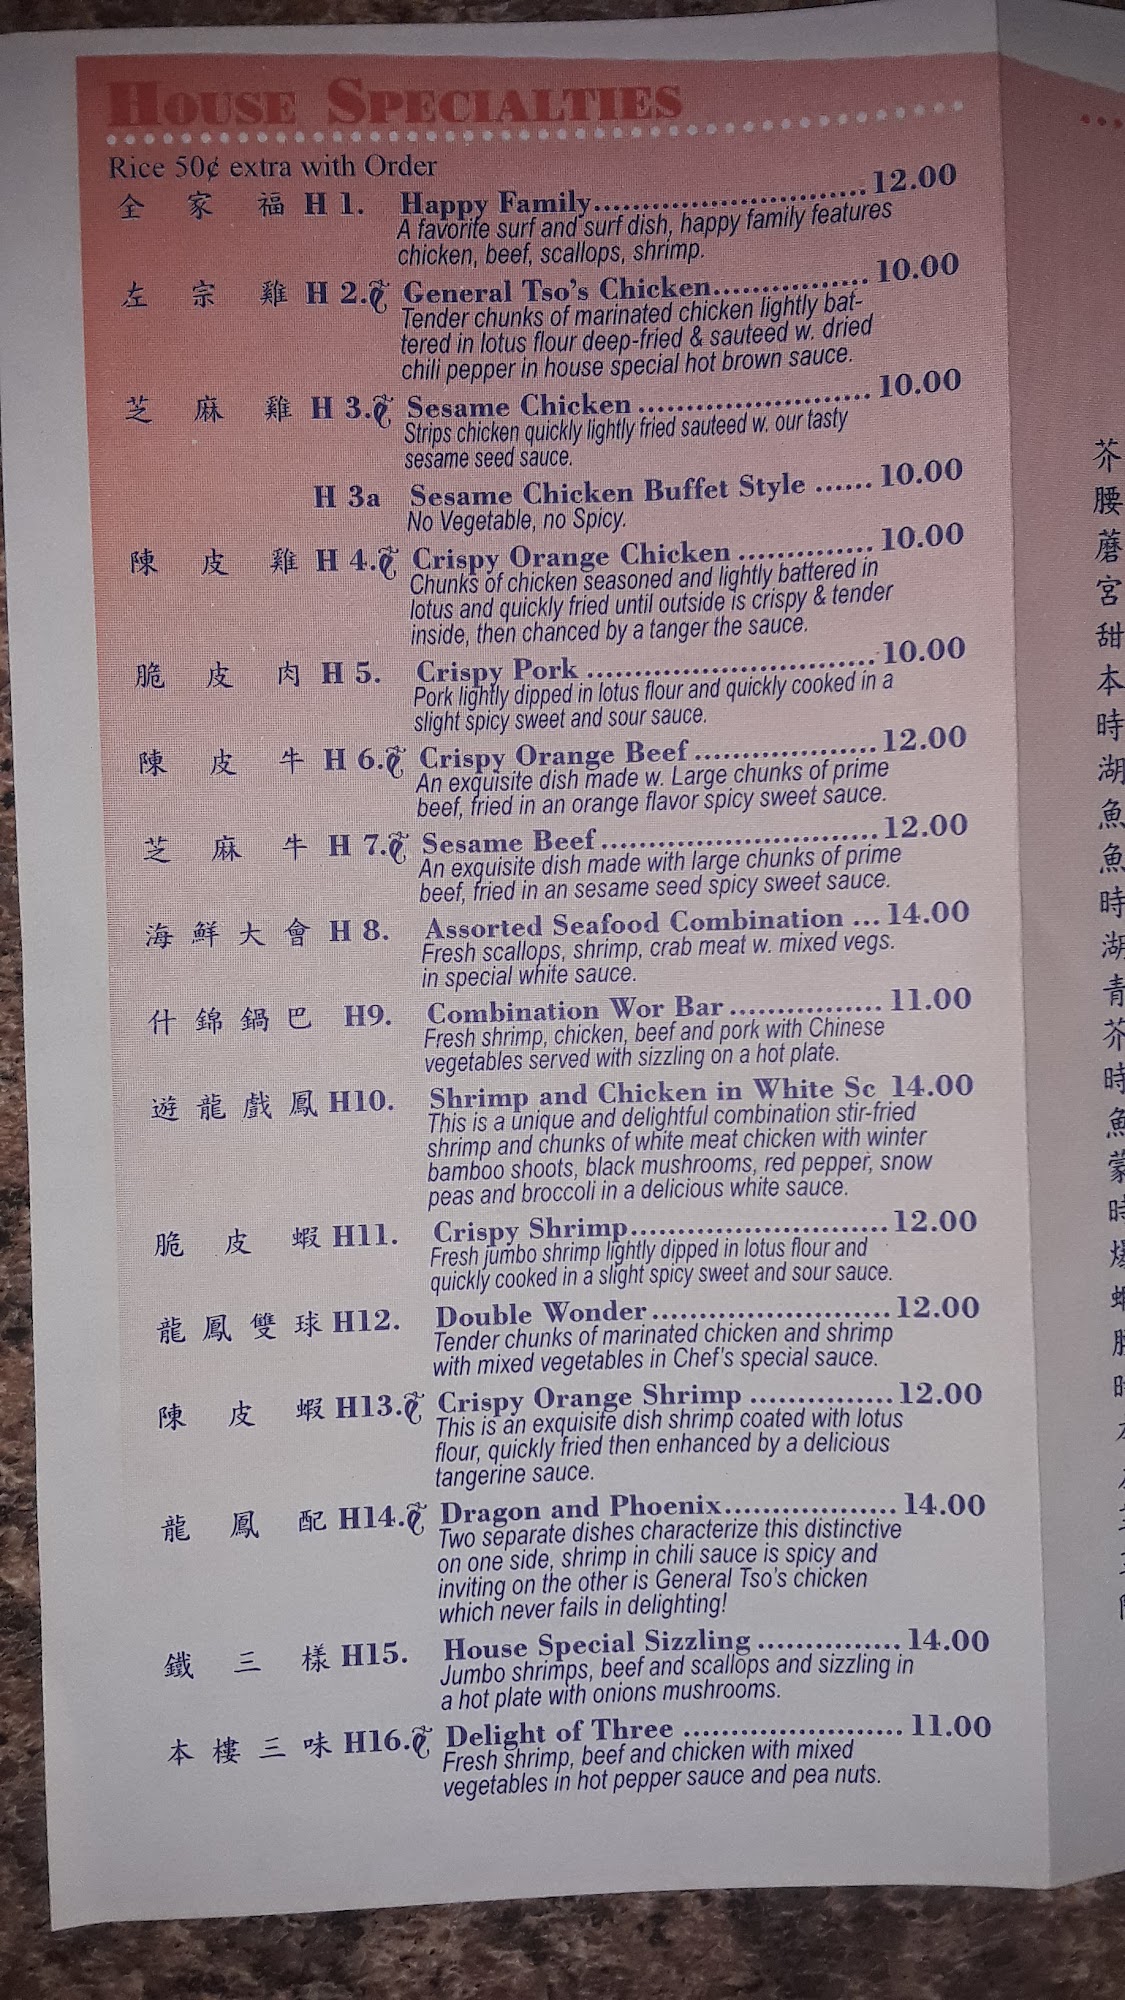 HOUSE SPECIALTIES
Rice 50¢ extra with Order
全家福 H 1. Happy Family............................12.00
A favorite surf and surf dish, happy family features
chicken, beef, scallops, shrimp.
左宗雞 H 2. General Tso's Chicken................10.00
Tender chunks of marinated chicken lightly bat-
tered in lotus flour deep-fried & sauteed w. dried
chili pepper in house special hot brown sauce.
芝麻雞 H 3. Sesame Chicken........................10.00
Strips chicken quickly lightly fried sauteed w. our tasty
sesame seed sauce.
H 3a Sesame Chicken Buffet Style ......10.00
No Vegetable, no Spicy.
陳皮雞 H 4. Crispy Orange Chicken ..............10.00
Chunks of chicken seasoned and lightly battered in
lotus and quickly fried until outside is crispy & tender
inside, then chanced by a tanger the sauce.
脆皮肉 H 5. Crispy Pork ..............................10.00
Pork lightly dipped in lotus flour and quickly cooked in a
slight spicy sweet and sour sauce.
陳皮牛 H 6. Crispy Orange Beef...................12.00
An exquisite dish made w. Large chunks of prime
beef, fried in an orange flavor spicy sweet sauce.
芝麻牛 H 7. Sesame Beef.............................12.00
An exquisite dish made with large chunks of prime
beef, fried in an sesame seed spicy sweet sauce.
海鮮大會 H 8. Assorted Seafood Combination ...14.00
Fresh scallops, shrimp, crab meat w. mixed vegs.
in special white sauce.
什錦鍋巴 H9. Combination Wor Bar................11.00
Fresh shrimp, chicken, beef and pork with Chinese
vegetables served with sizzling on a hot plate.
遊龍戲鳳 H10. Shrimp and Chicken in White Sc 14.00
This is a unique and delightful combination stir-fried
shrimp and chunks of white meat chicken with winter
bamboo shoots, black mushrooms, red pepper, snow
peas and broccoli in a delicious white sauce.
脆皮蝦 H11. Crispy Shrimp...........................12.00
Fresh jumbo shrimp lightly dipped in lotus flour and
quickly cooked in a slight spicy sweet and sour sauce.
龍鳳雙球 H12. Double Wonder.........................12.00
Tender chunks of marinated chicken and shrimp
with mixed vegetables in Chef's special sauce.
陳皮蝦 H13. Crispy Orange Shrimp ...............12.00
This is an exquisite dish shrimp coated with lotus
flour, quickly fried then enhanced by a delicious
tangerine sauce.
龍鳳配 H14. Dragon and Phoenix..................14.00
Two separate dishes characterize this distinctive
on one side, shrimp in chili sauce is spicy and
inviting on the other is General Tso's chicken
which never fails in delighting!
鐵三樣 H15. House Special Sizzling ...............14.00
Jumbo shrimps, beef and scallops and sizzling in
a hot plate with onions mushrooms.
本樓三味 H16. Delight of Three .......................11.00
Fresh shrimp, beef and chicken with mixed
vegetables in hot pepper sauce and pea nuts.
芥
腰
蘑
宮
甜
本
時
湖
魚
魚
時
湖
青
芥
時